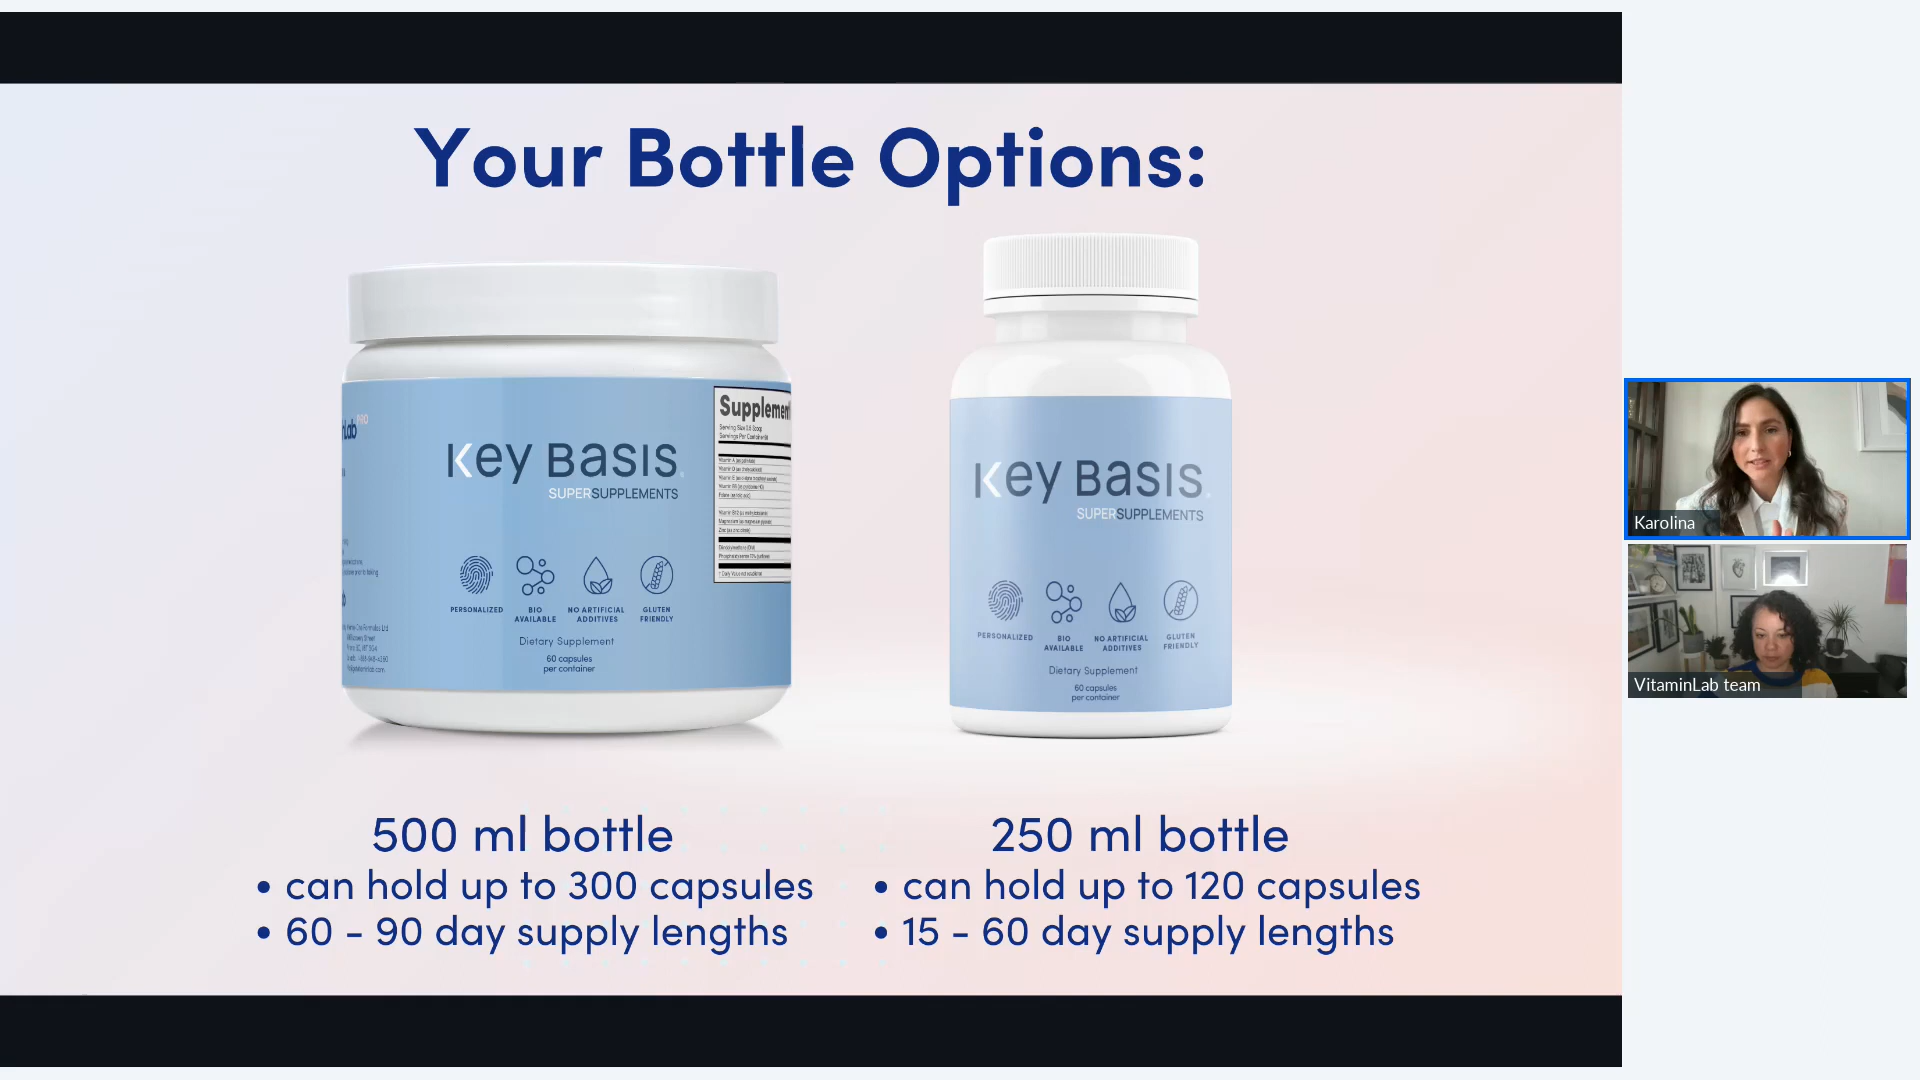 Your Bottle Options:
Supplement
Key Basis
SUPERSUPPLEMENTS
PERSONALIZED
BIO
AVAILABLE
NO ARTIFICIAL
ADDITIVES
GLUTEN
FRIENDLY
Dietary Supplement
60 capsules
per container
Key Basis
SUPERSUPPLEMENTS
PERSONALIZED
BIO
AVAILABLE
NO ARTIFICIAL
ADDITIVES
GLUTEN
FRIENDLY
Dietary Supplement
60 capsules
per container
500 ml bottle
• can hold up to 300 capsules
• 60 - 90 day supply lengths
250 ml bottle
• can hold up to 120 capsules
• 15 - 60 day supply lengths
Karolina
VitaminLab team